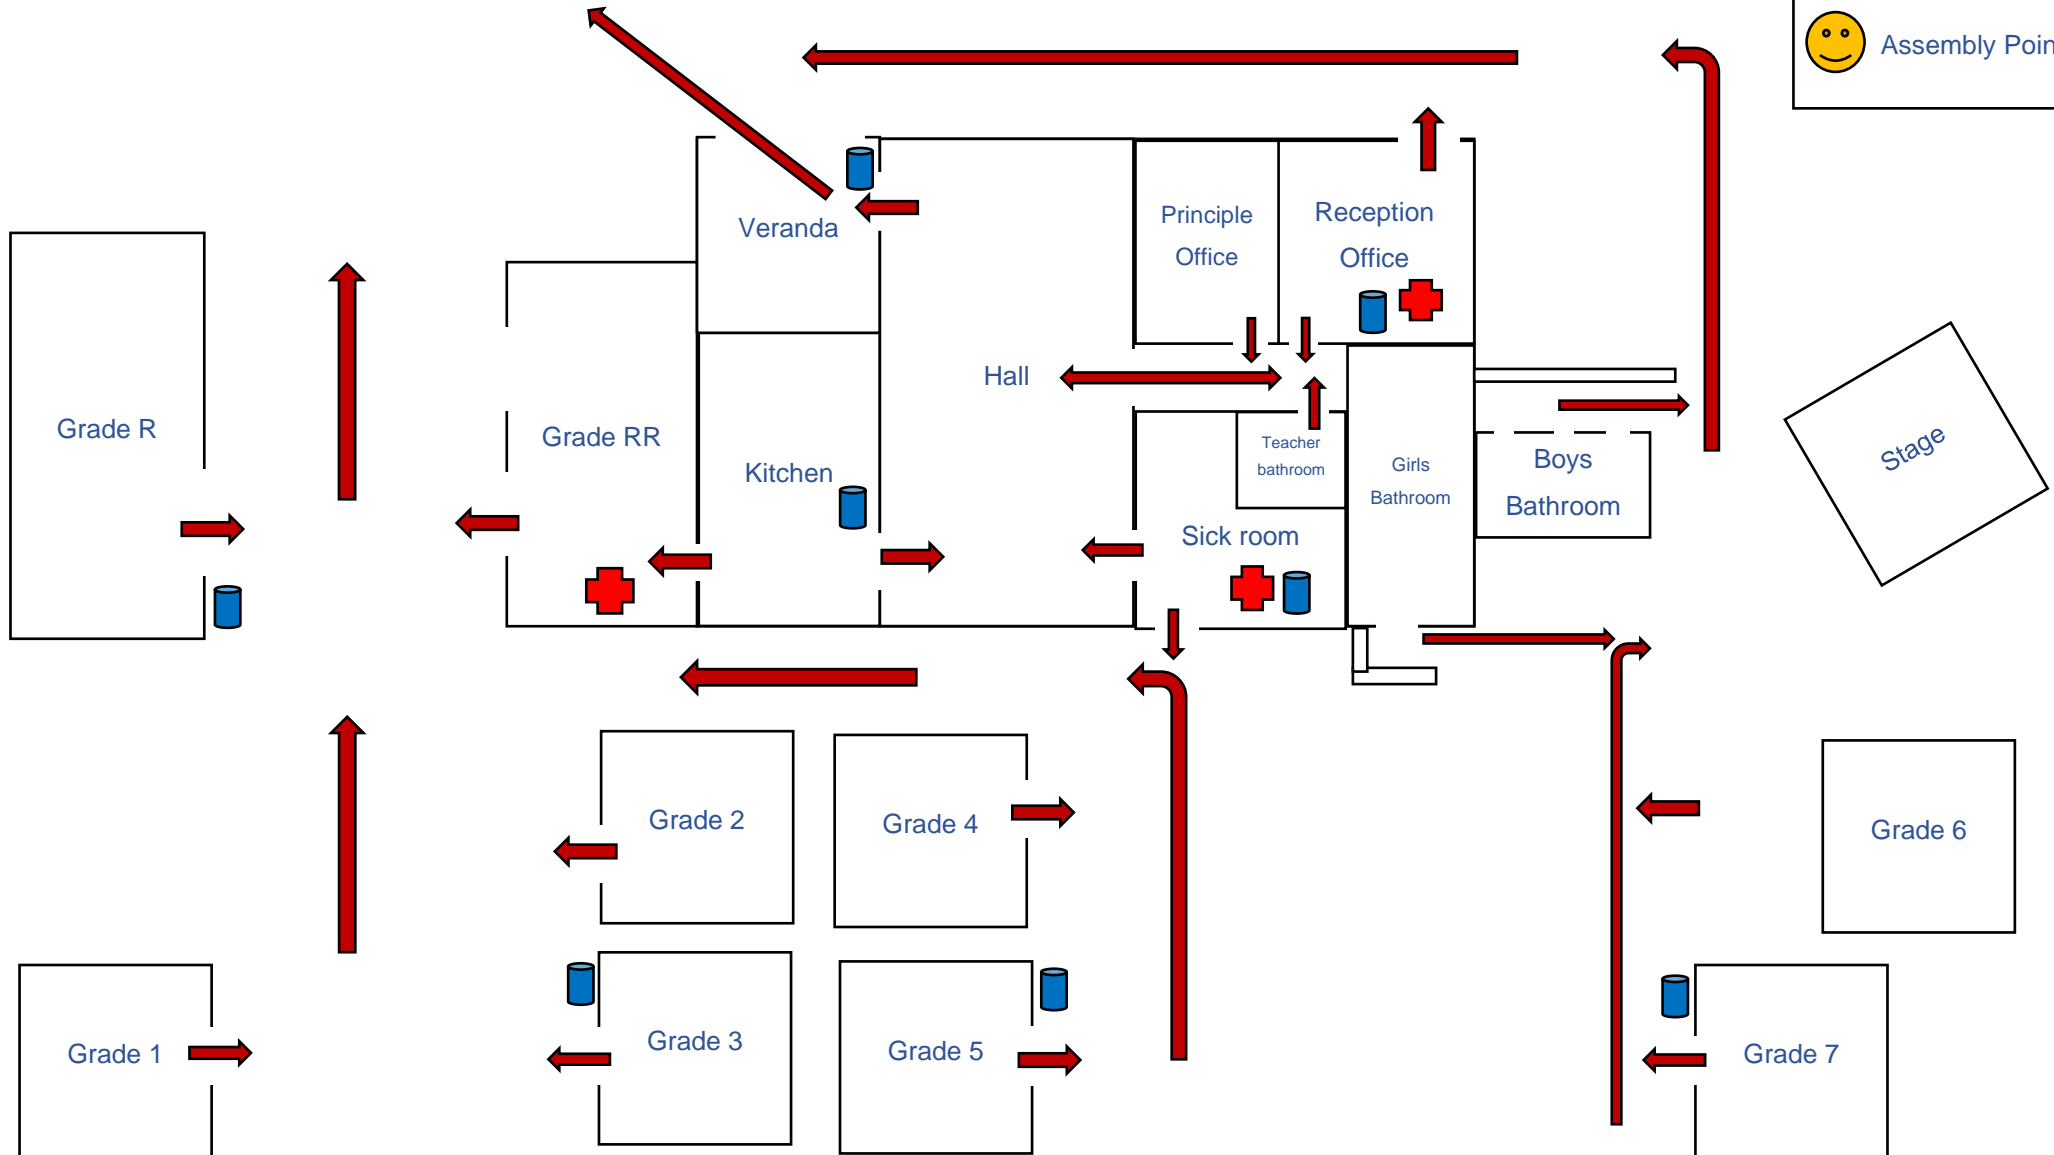 Assembly Poin
Veranda
Principle
Office
Reception
Office
Grade R
Grade RR
Kitchen
Hall
Teacher
bathroom
Girls
Bathroom
Boys
Bathroom
Stage
Sick room
Grade 2
Grade 4
Grade 6
Grade 1
Grade 3
Grade 5
Grade 7